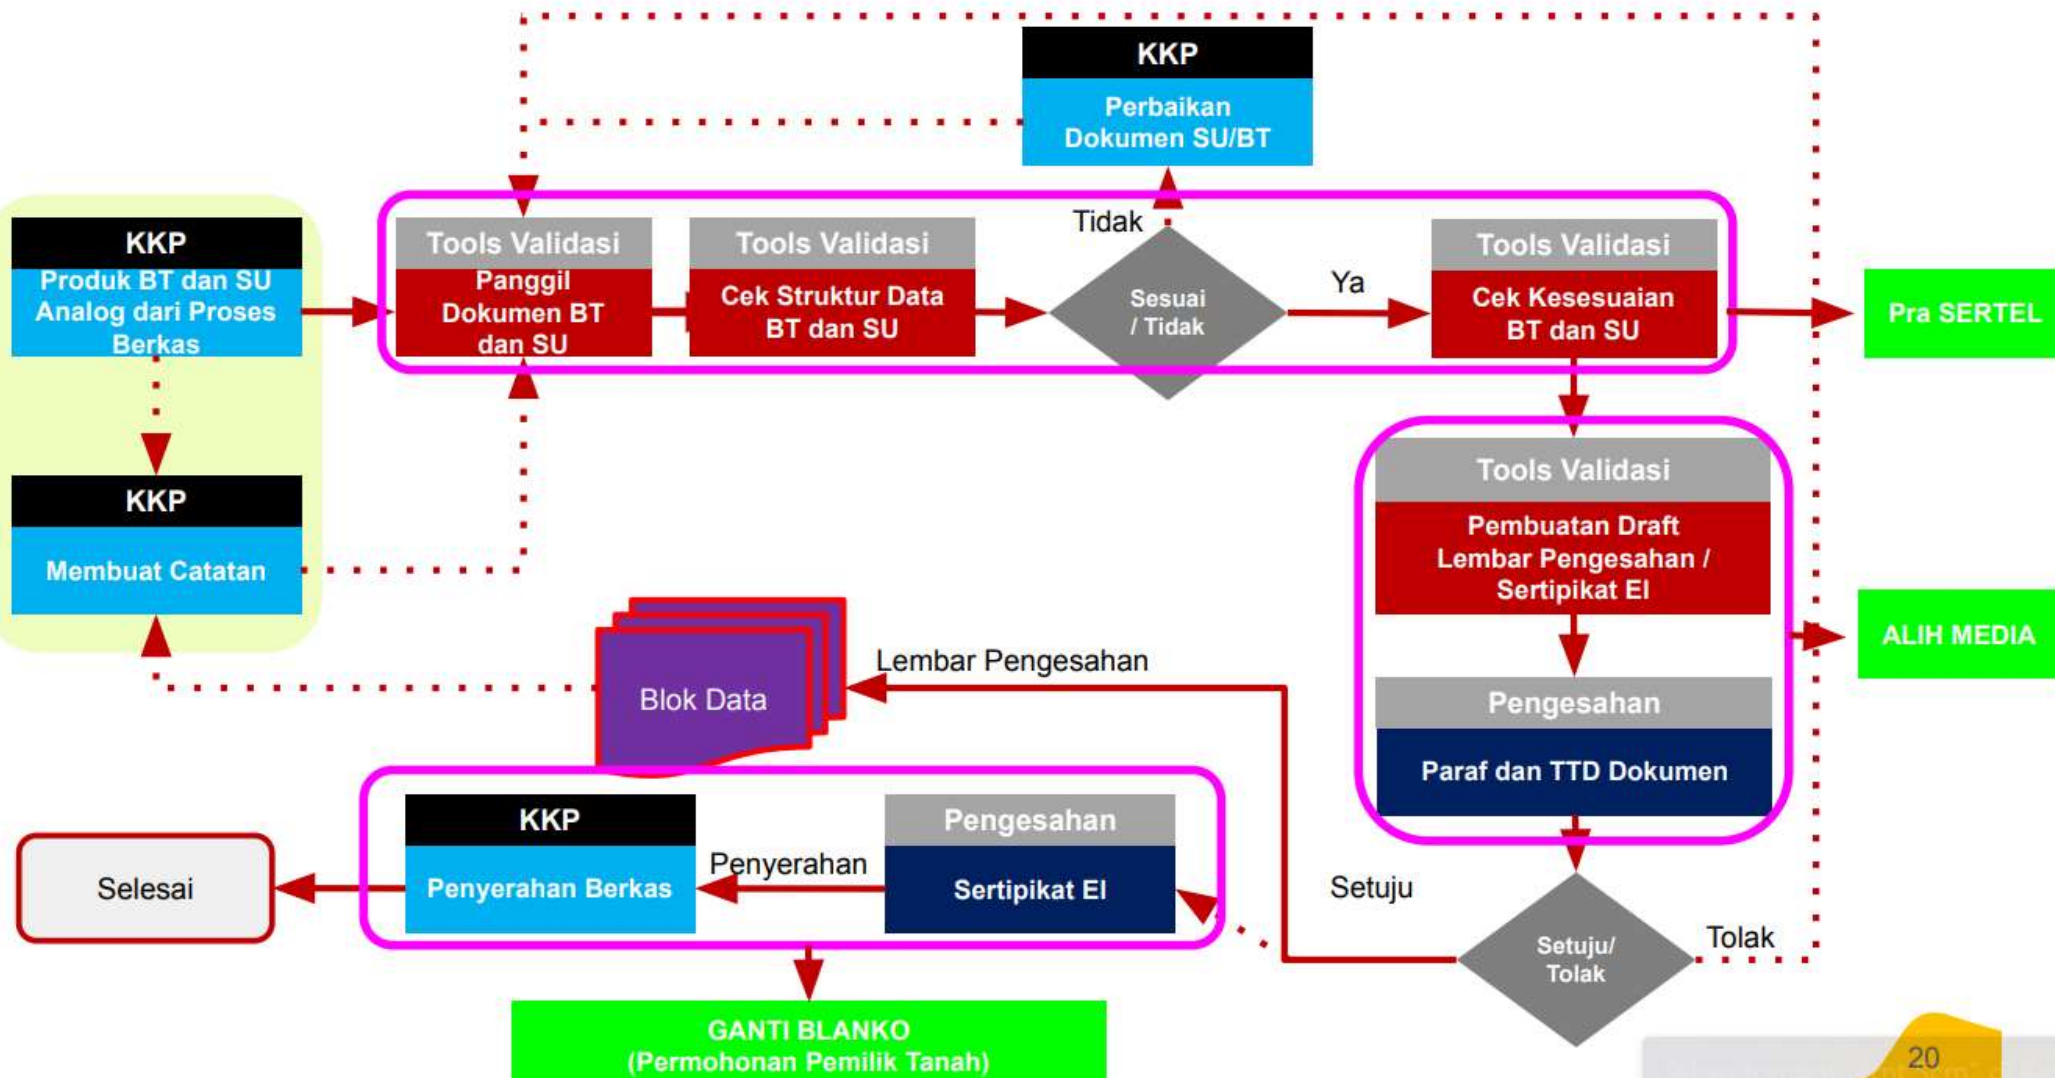 KKP
Perbaikan
Dokumen SU/BT
KKP
Produk BT dan SU
Analog dari Proses
Berkas
Tools Validasi
Panggil
Dokumen BT
dan SU
Tools Validasi
Cek Struktur Data
BT dan SU
Tidak
Sesuai
/ Tidak
Ya
Tools Validasi
Cek Kesesuaian
BT dan SU
Pra SERTEL
KKP
Membuat Catatan
Tools Validasi
Pembuatan Draft
Lembar Pengesahan /
Sertipikat El
ALIH MEDIA
Blok Data
Lembar Pengesahan
Pengesahan
Paraf dan TTD Dokumen
Selesai
KKP
Penyerahan Berkas
Penyerahan
Pengesahan
Sertipikat El
Setuju
Setuju/
Tolak
Tolak
GANTI BLANKO
(Permohonan Pemilik Tanah)
20